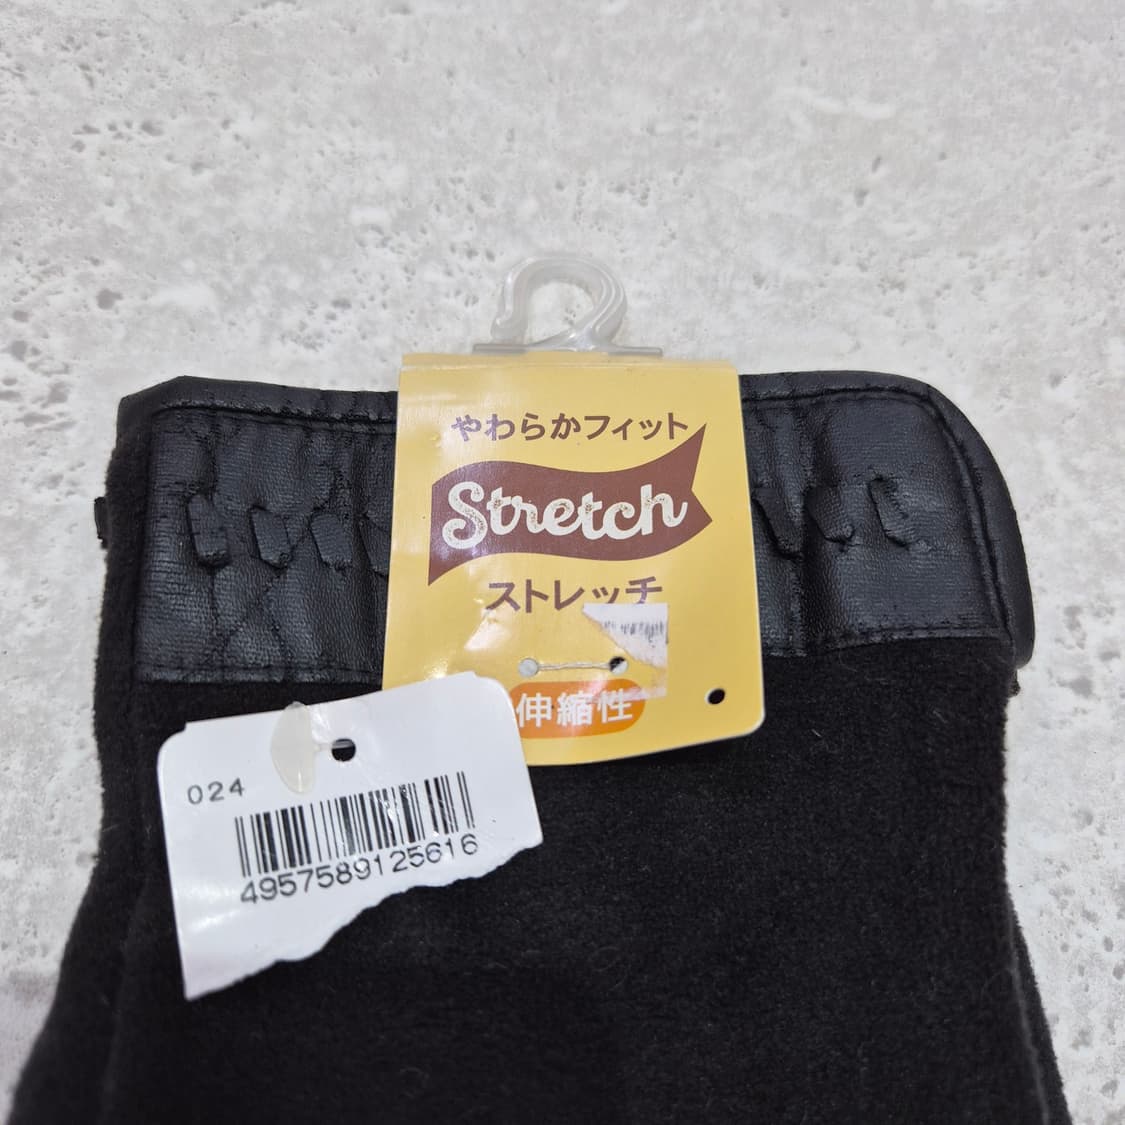 やわらかフィット
Stretch
ストレッチ
伸縮性
024
4957589125616